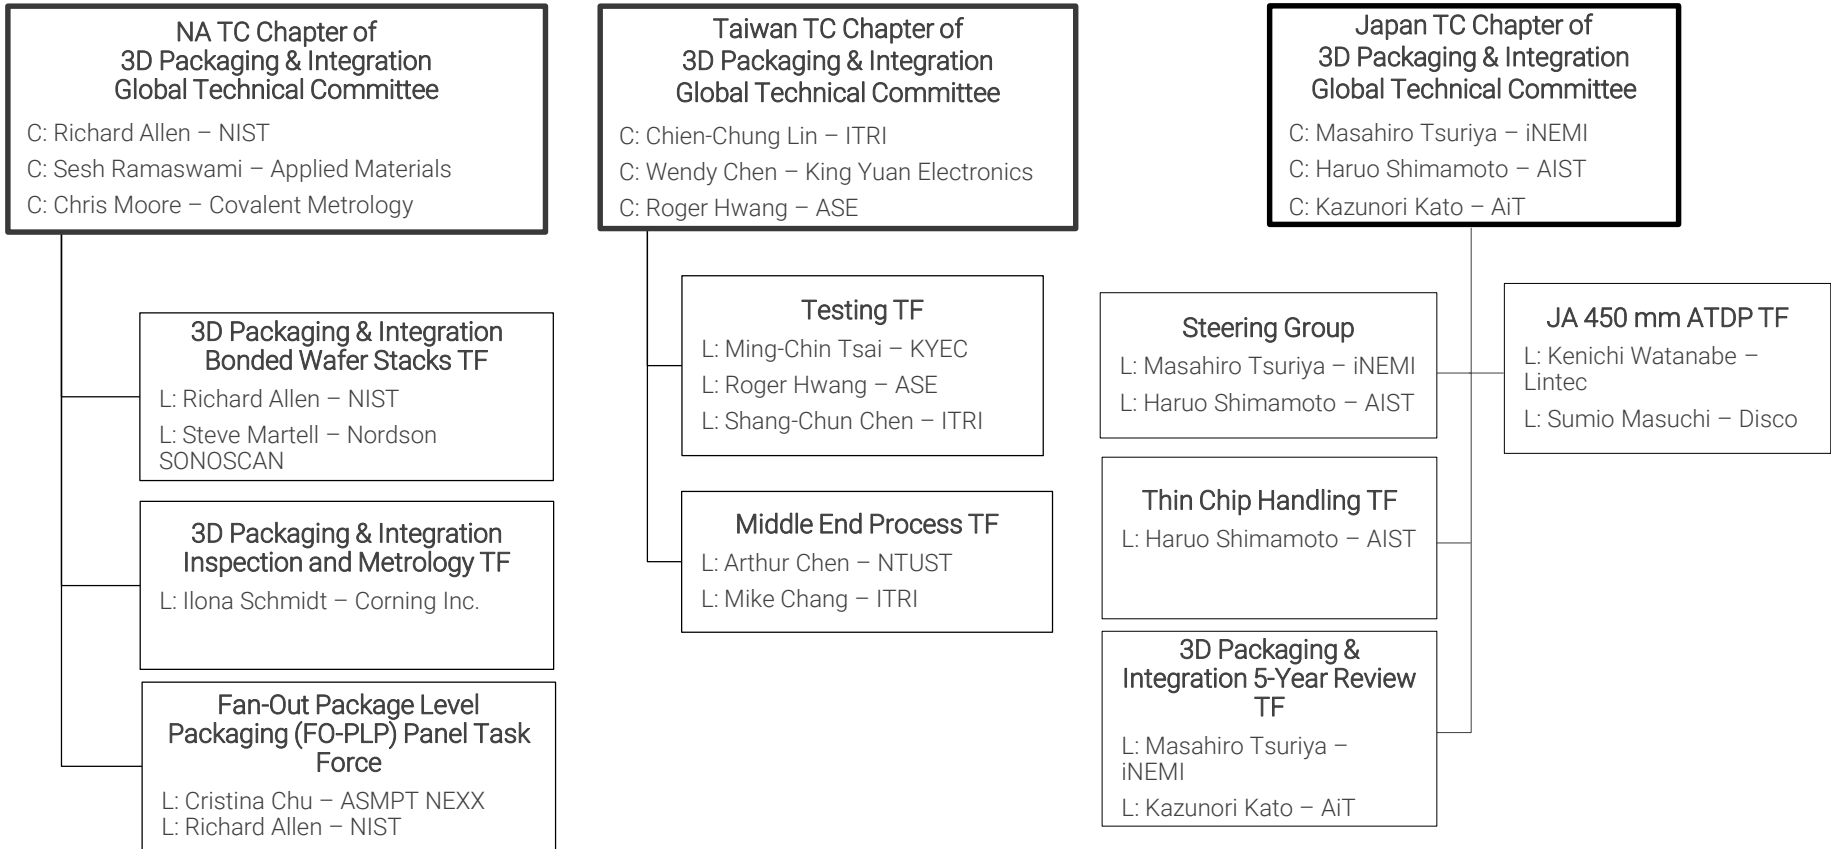 NA TC Chapter of
3D Packaging & Integration
Global Technical Committee
C: Richard Allen – NIST
C: Sesh Ramaswami – Applied Materials
C: Chris Moore – Covalent Metrology
3D Packaging & Integration
Bonded Wafer Stacks TF
L: Richard Allen – NIST
L: Steve Martell – Nordson
SONOSCAN
3D Packaging & Integration
Inspection and Metrology TF
L: Ilona Schmidt – Corning Inc.
Fan-Out Package Level
Packaging (FO-PLP) Panel Task
Force
L: Cristina Chu – ASMPT NEXX
L: Richard Allen – NIST
Taiwan TC Chapter of
3D Packaging & Integration
Global Technical Committee
C: Chien-Chung Lin – ITRI
C: Wendy Chen – King Yuan Electronics
C: Roger Hwang – ASE
Testing TF
L: Ming-Chin Tsai – KYEC
L: Roger Hwang – ASE
L: Shang-Chun Chen – ITRI
Middle End Process TF
L: Arthur Chen – NTUST
L: Mike Chang – ITRI
Japan TC Chapter of
3D Packaging & Integration
Global Technical Committee
C: Masahiro Tsuriya – iNEMI
C: Haruo Shimamoto – AIST
C: Kazunori Kato – AiT
Steering Group
L: Masahiro Tsuriya – iNEMI
L: Haruo Shimamoto – AIST
Thin Chip Handling TF
L: Haruo Shimamoto – AIST
3D Packaging &
Integration 5-Year Review
TF
L: Masahiro Tsuriya –
iNEMI
L: Kazunori Kato – AiT
JA 450 mm ATDP TF
L: Kenichi Watanabe –
Lintec
L: Sumio Masuchi – Disco